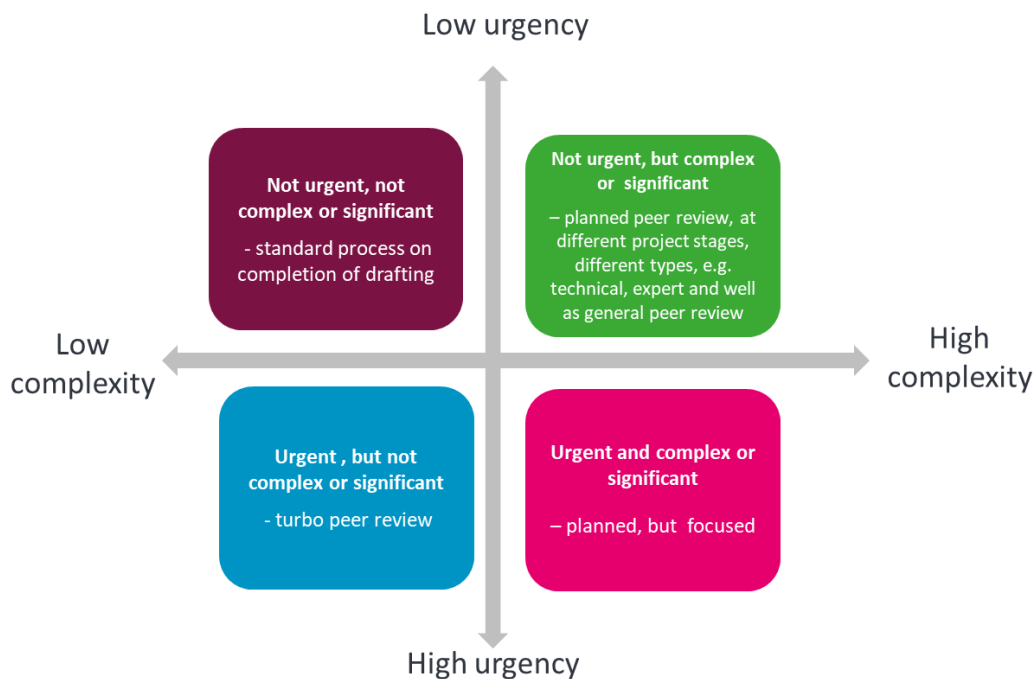 Low urgency
Not urgent, not
complex or significant
- standard process on
completion of drafting
Not urgent, but complex
or  significant
– planned peer review, at
different project stages,
different types, e.g.
technical, expert and well
as general peer review
Low
complexity
High
complexity
Urgent , but not
complex or significant
- turbo peer review
Urgent and complex or
significant
– planned, but  focused
High urgency